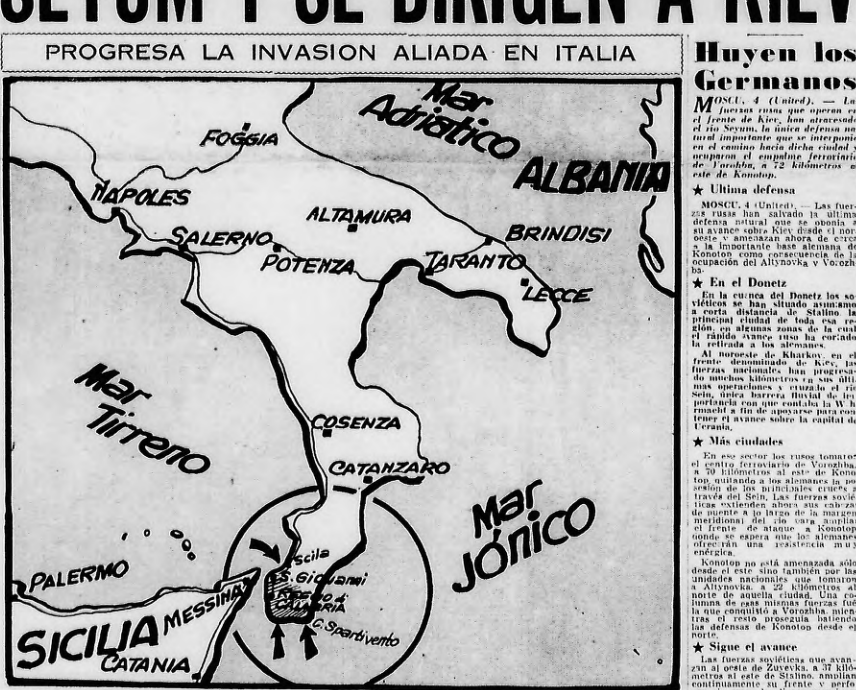 SEYUM Y SE DIRIGEN A KIEV
PROGRESA LA INVASION ALIADA EN ITALIA
Mar
Adriatico
FOGGIA
ALBANIA
NAPOLES
ALTAMURA
SALERNO
BRINDISI
POTENZA
TARANTO
LECCE
Mar
Tirreno
COSENZA
CATANZARO
Mar
JÓNICO
Scila
S. Giovanni
REGGIO di
CALABRIA
C. Spartivento
PALERMO
MESSINA
SICILIA
CATANIA
Huyen los
Germanos
MOSCU, 4 (United). — Las
fuerzas rusas que operan en
el frente de Kiev, han atravesado
el río Seyum, la única defensa na
tural importante que se interponía
en el camino hacia dicha ciudad y
ocuparon el empalme ferroviario
de Vorohba, a 72 kilómetros al
este de Konotop.
★ Ultima defensa
MOSCU, 4 (United). — Las fuer-
zas rusas han salvado la última
defensa natural que se oponía a
su avance sobre Kiev desde el nor
oeste y amenazan ahora de cerca
a la importante base alemana de
Konotop como consecuencia de la
ocupación del Altynovka y Vorozh
ba.
★ En el Donetz
En la cuenca del Donetz los so
viéticos se han situado asimismo
a corta distancia de Stalino la
principal ciudad de toda esa re-
gión, en algunas zonas de la cual
el rápido avance ruso ha cortado
la retirada a los alemanes.
Al noroeste de Kharkov, en el
frente denominado de Kiev, las
fuerzas nacionales han progresa-
do muchos kilómetros en sus últi
mas operaciones y cruzado el río
Sein, única barrera fluvial de im
portancia con que contaba la W h
rmacht a fin de apoyarse para con
tener el avance sobre la capital de
Ucrania.
★ Más ciudades
En ese sector los rusos tomaron
el centro ferroviario de Vorozhba,
a 70 kilómetros al este de Kono
top, quitando a los alemanes la po
sesión de los principales cruces a
través del Sein. Las fuerzas sovié
ticas extienden ahora sus cabezas
de puente a lo largo de la margen
meridional del río para ampliar
el frente de ataque a Konotop
donde se espera que los alemanes
ofrecerán una resistencia muy
enérgica.
Konotop no está amenazada sólo
desde el este sino también por las
unidades nacionales que tomaron
a Altynovka, a 22 kilómetros al
norte de aquella ciudad. Una co-
lumna de esas mismas fuerzas fué
la que conquistó a Vorozhba, mien-
tras el resto proseguía batiendo
las defensas de Konotop desde el
norte.
★ Sigue el avance
Las fuerzas soviéticas que avan-
zan al oeste de Zuyevka, a 37 kiló-
metros al este de Stalino, amplían
continuamente su frente y perfo